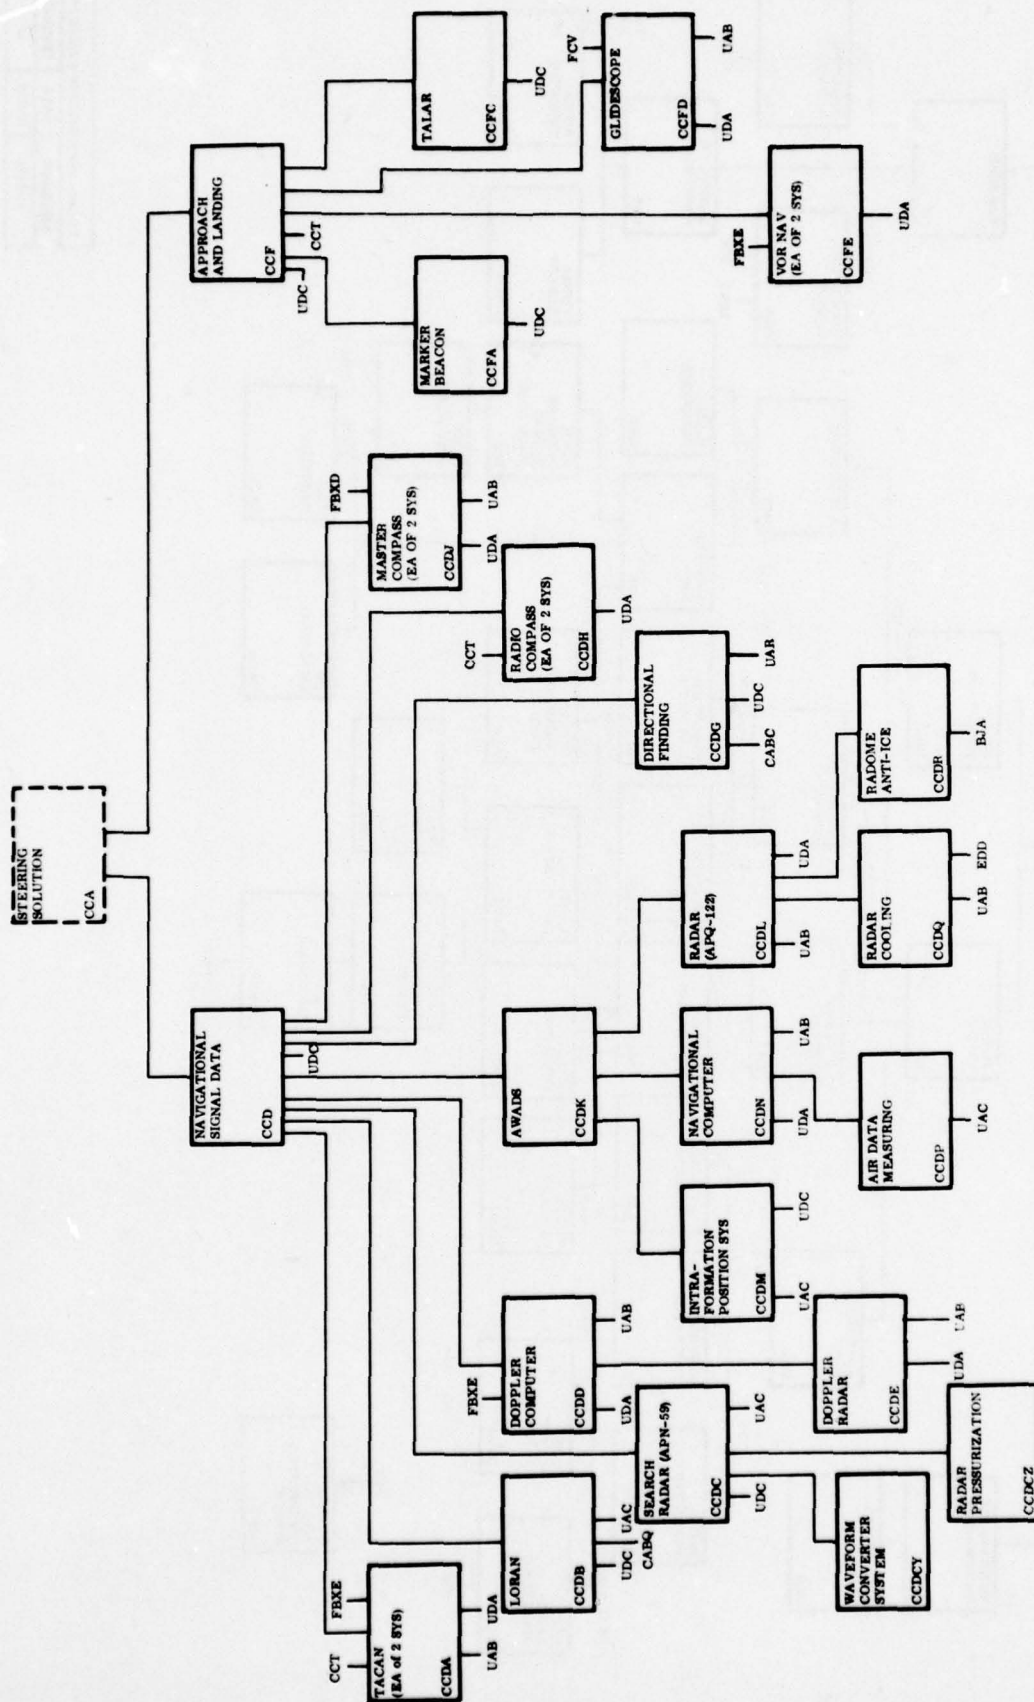 STEERING
SOLUTION
CCA
NAVIGATIONAL
SIGNAL DATA
CCD
UDC
APPROACH
AND LANDING
CCF
UDC
CCT
CCT
FBXE
TACAN
(EA of 2 SYS)
CCDA
UAB
UDA
LORAN
CCDB
UDC
CABQ
UAC
SEARCH
RADAR (APN-59)
CCDC
UDC
UAC
WAVEFORM
CONVERTER
SYSTEM
CCDCY
RADAR
PRESSURIZATION
CCDCZ
FBXE
DOPPLER
COMPUTER
CCDD
UDA
UAB
DOPPLER
RADAR
CCDE
UDA
UAB
AWADS
CCDK
INTRA-
FORMATION
POSITION SYS
CCDM
UAC
UDC
NAVIGATIONAL
COMPUTER
CCDN
UDA
UAB
AIR DATA
MEASURING
CCDP
UAC
RADAR
(APQ-122)
CCDL
UAB
UDA
RADAR
COOLING
CCDQ
UAB
EDD
RADOME
ANTI-ICE
CCDR
BJA
DIRECTIONAL
FINDING
CCDG
CABC
UDC
UAR
CCT
RADIO
COMPASS
(EA OF 2 SYS)
CCDH
UDA
FBXD
MASTER
COMPASS
(EA OF 2 SYS)
CCDJ
UDA
UAB
MARKER
BEACON
CCFA
UDC
FBXE
VOR NAV
(EA OF 2 SYS)
CCFE
UDA
FCV
GLIDESCOPE
CCFD
UDA
UAB
TALAR
CCFC
UDC